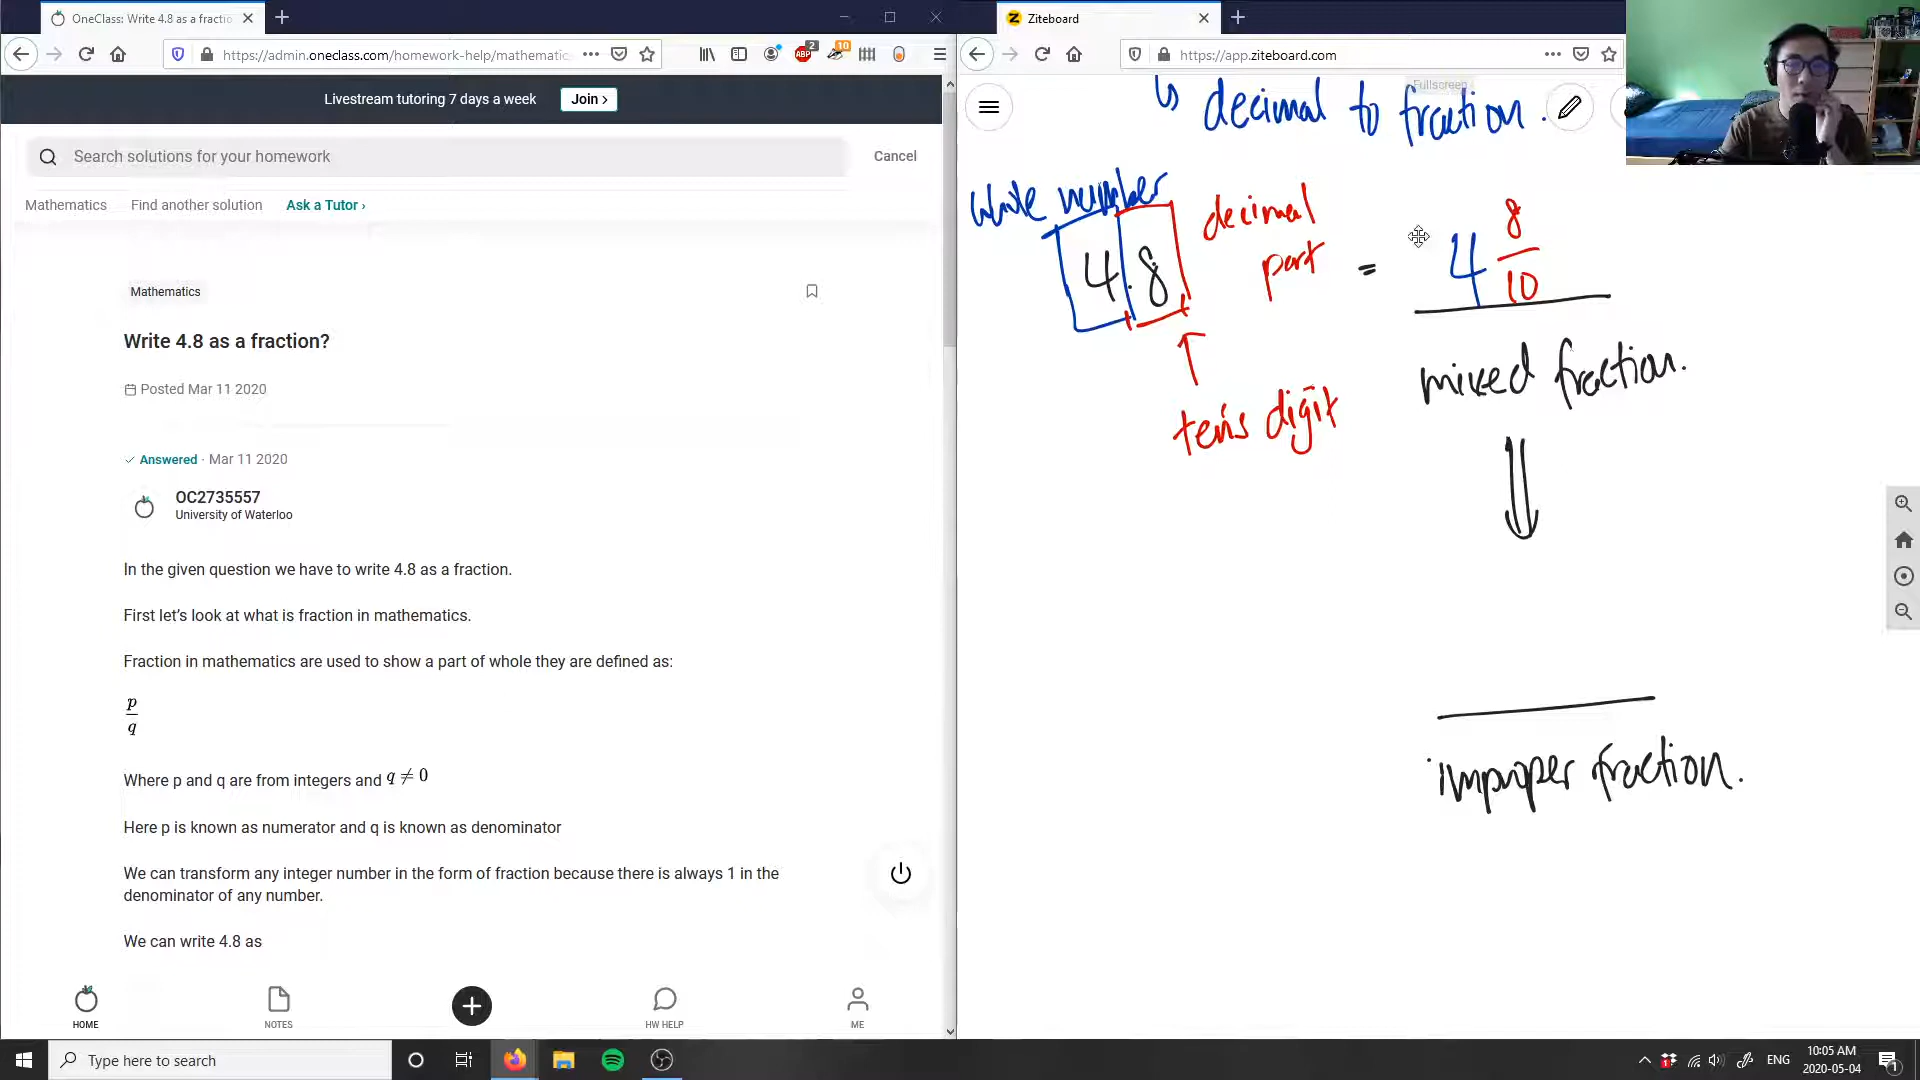 OneClass: Write 4.8 as a fractio
https://admin.oneclass.com/homework-help/mathematic
2
10
Livestream tutoring 7 days a week
Join >
Search solutions for your homework
Cancel
Mathematics
Find another solution
Ask a Tutor ›
Mathematics
Write 4.8 as a fraction?
Posted Mar 11 2020
Answered · Mar 11 2020
OC2735557
University of Waterloo
In the given question we have to write 4.8 as a fraction.
First let's look at what is fraction in mathematics.
Fraction in mathematics are used to show a part of whole they are defined as:
p
q
Where p and q are from integers and q ≠ 0
Here p is known as numerator and q is known as denominator
We can transform any integer number in the form of fraction because there is always 1 in the
denominator of any number.
We can write 4.8 as
HOME
NOTES
HW HELP
ME
Ziteboard
https://app.ziteboard.com
Fullscreen
↳ decimal to fraction.
number
decimal
part
4.8
=
4 8
10
mixed fraction.
digit
improper fraction.
Type here to search
ABP
ENG
10:05 AM
2020-05-04
1